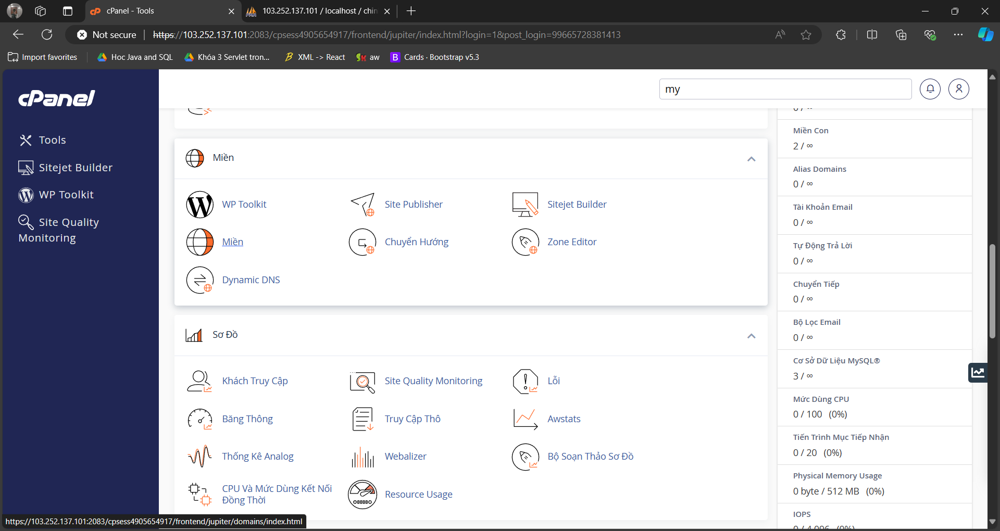 cPanel - Tools
103.252.137.101 / localhost / chin
Not secure
https://103.252.137.101:2083/cpsess4905654917/frontend/jupiter/index.html?login=1&post_login=99665728381413
Import favorites
Hoc Java and SQL
Khóa 3 Servlet tron...
XML -> React
aw
Cards · Bootstrap v5.3
cPanel
my
Tools
Sitejet Builder
WP Toolkit
Site Quality
Monitoring
Miền
WP Toolkit
Site Publisher
Sitejet Builder
Miền
Chuyển Hướng
Zone Editor
Dynamic DNS
Sơ Đồ
Khách Truy Cập
Site Quality Monitoring
Lỗi
Băng Thông
Truy Cập Thô
Awstats
Thống Kê Analog
Webalizer
Bộ Soạn Thảo Sơ Đồ
CPU Và Mức Dùng Kết Nối
Đồng Thời
Resource Usage
Miền Con
2 / ∞
Alias Domains
0 / ∞
Tài Khoản Email
0 / ∞
Tự Động Trả Lời
0 / ∞
Chuyển Tiếp
0 / ∞
Bộ Lọc Email
0 / ∞
Cơ Sở Dữ Liệu MySQL®
3 / ∞
Mức Dùng CPU
0 / 100 (0%)
Tiến Trình Mục Tiếp Nhận
0 / 20 (0%)
Physical Memory Usage
0 byte / 512 MB (0%)
IOPS
0 / 4,096 (0%)
https://103.252.137.101:2083/cpsess4905654917/frontend/jupiter/domains/index.html